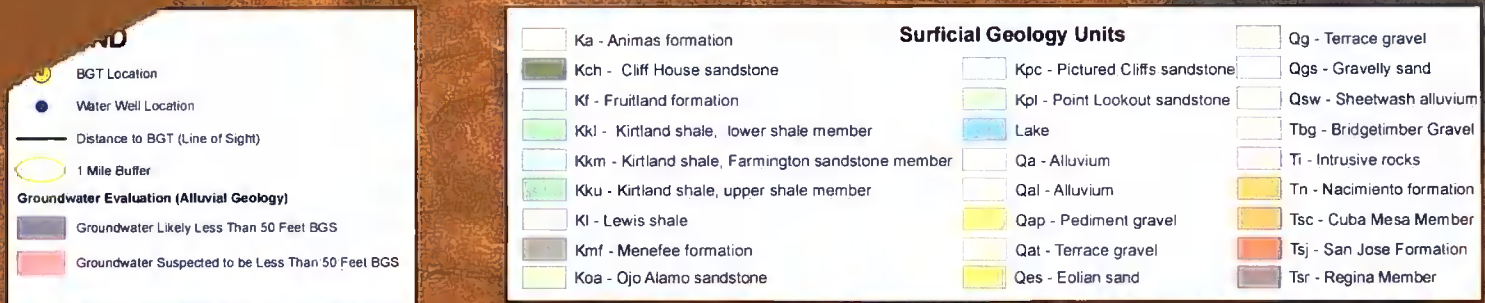 ND
BGT Location
Water Well Location
Distance to BGT (Line of Sight)
1 Mile Buffer
Groundwater Evaluation (Alluvial Geology)
Groundwater Likely Less Than 50 Feet BGS
Groundwater Suspected to be Less Than 50 Feet BGS
Surficial Geology Units
Ka - Animas formation
Kch - Cliff House sandstone
Kf - Fruitland formation
Kkl - Kirtland shale, lower shale member
Kkm - Kirtland shale, Farmington sandstone member
Kku - Kirtland shale, upper shale member
Kl - Lewis shale
Kmf - Menefee formation
Koa - Ojo Alamo sandstone
Kpc - Pictured Cliffs sandstone
Kpl - Point Lookout sandstone
Lake
Qa - Alluvium
Qal - Alluvium
Qap - Pediment gravel
Qat - Terrace gravel
Qes - Eolian sand
Qg - Terrace gravel
Qgs - Gravelly sand
Qsw - Sheetwash alluvium
Tbg - Bridgetimber Gravel
Ti - Intrusive rocks
Tn - Nacimiento formation
Tsc - Cuba Mesa Member
Tsj - San Jose Formation
Tsr - Regina Member